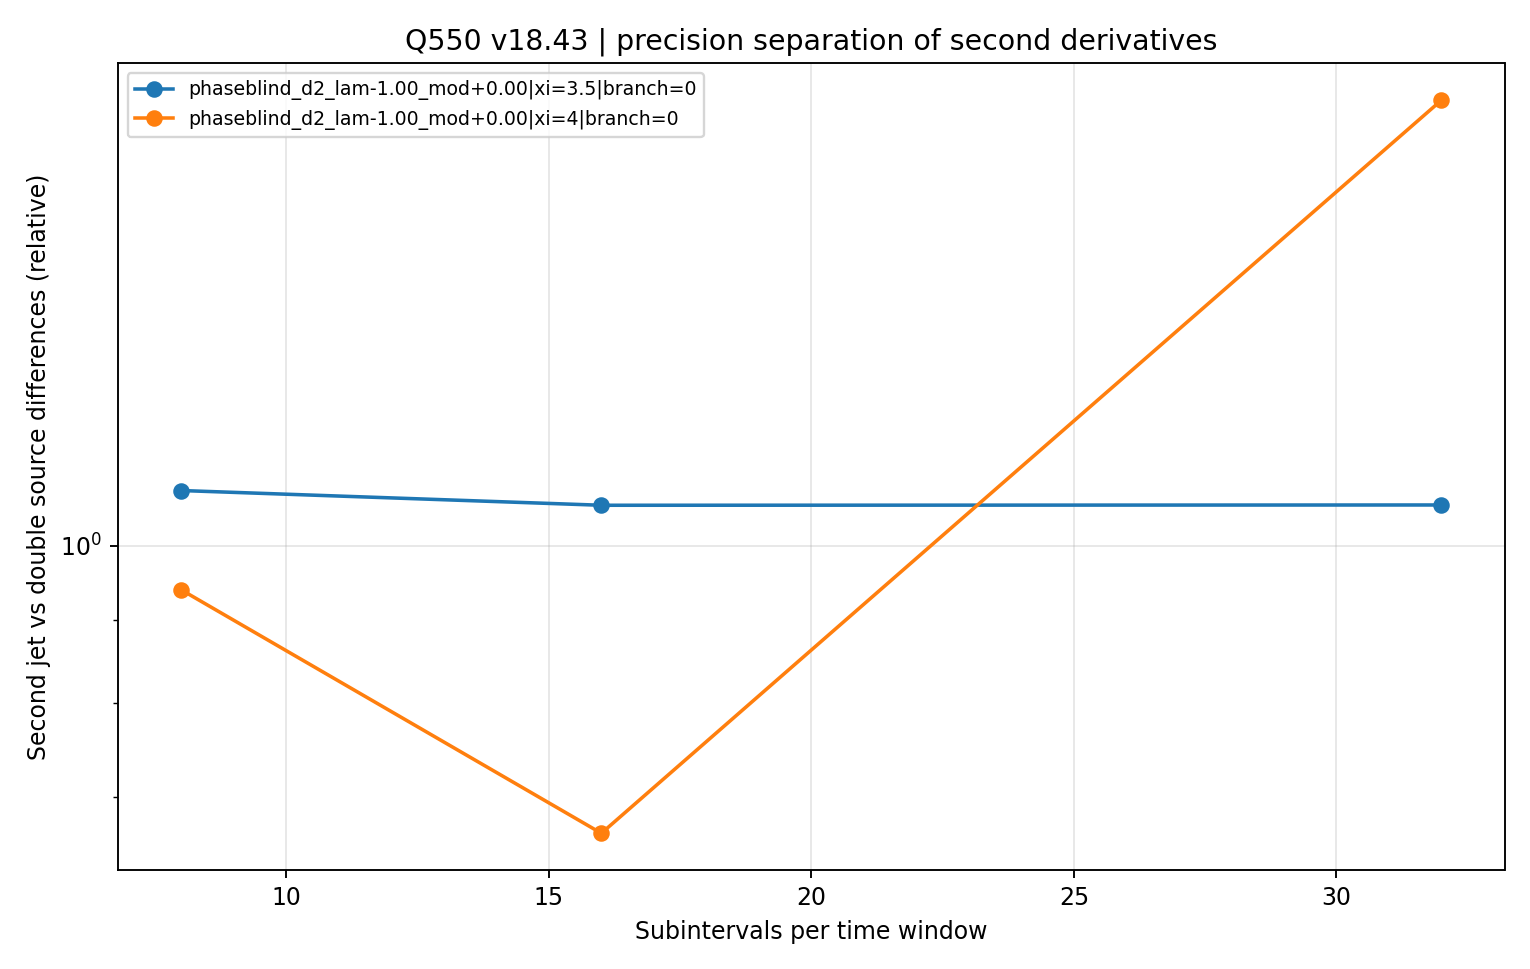 Q550 v18.43 | precision separation of second derivatives
phaseblind_d2_lam-1.00_mod+0.00|xi=3.5|branch=0
phaseblind_d2_lam-1.00_mod+0.00|xi=4|branch=0
Second jet vs double source differences (relative)
10⁰
10 15 20 25 30
Subintervals per time window